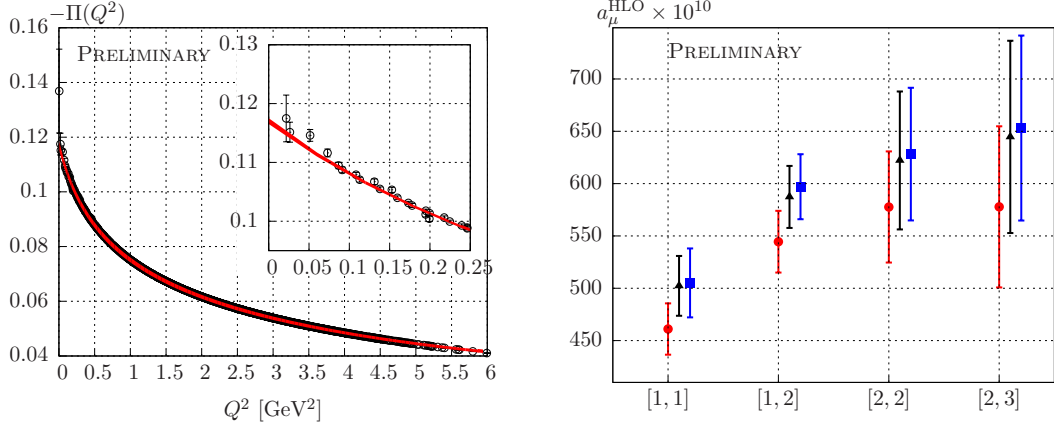 −Π(Q²)
0.16
0.14
0.12
0.1
0.08
0.06
0.04
PRELIMINARY
0.13
0.12
0.11
0.1
0 0.05 0.1 0.15 0.2 0.25
0 0.5 1 1.5 2 2.5 3 3.5 4 4.5 5 5.5 6
Q² [GeV²]
a_μ^HLO × 10^10
PRELIMINARY
700
650
600
550
500
450
[1, 1] [1, 2] [2, 2] [2, 3]